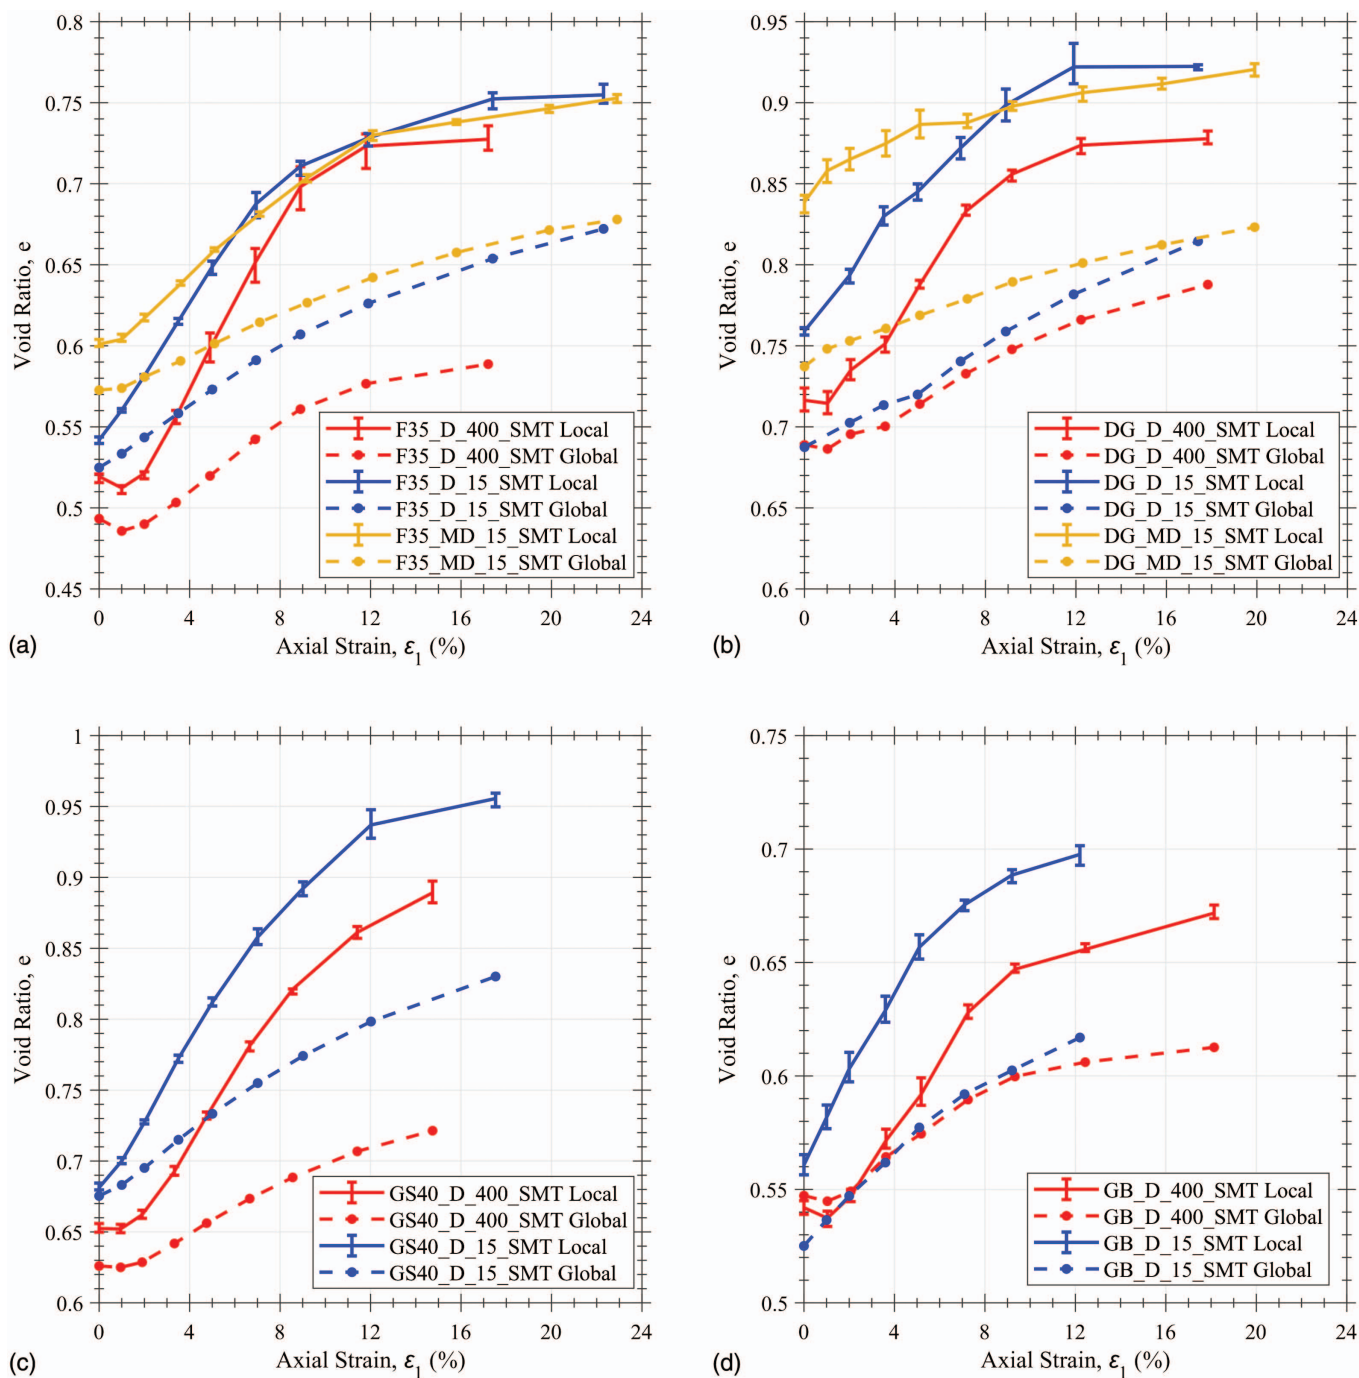 0.8
0.75
0.7
0.65
0.6
0.55
0.5
0.45
Void Ratio, e
F35_D_400_SMT Local
F35_D_400_SMT Global
F35_D_15_SMT Local
F35_D_15_SMT Global
F35_MD_15_SMT Local
F35_MD_15_SMT Global
0 4 8 12 16 20 24
(a) Axial Strain, ε1 (%)
0.95
0.9
0.85
0.8
0.75
0.7
0.65
0.6
Void Ratio, e
DG_D_400_SMT Local
DG_D_400_SMT Global
DG_D_15_SMT Local
DG_D_15_SMT Global
DG_MD_15_SMT Local
DG_MD_15_SMT Global
0 4 8 12 16 20 24
(b) Axial Strain, ε1 (%)
1
0.95
0.9
0.85
0.8
0.75
0.7
0.65
0.6
Void Ratio, e
GS40_D_400_SMT Local
GS40_D_400_SMT Global
GS40_D_15_SMT Local
GS40_D_15_SMT Global
0 4 8 12 16 20 24
(c) Axial Strain, ε1 (%)
0.75
0.7
0.65
0.6
0.55
0.5
Void Ratio, e
GB_D_400_SMT Local
GB_D_400_SMT Global
GB_D_15_SMT Local
GB_D_15_SMT Global
0 4 8 12 16 20 24
(d) Axial Strain, ε1 (%)